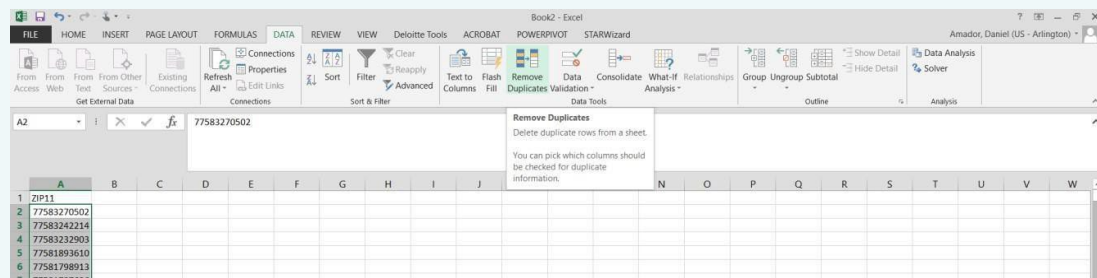 Book2 - Excel
FILE HOME INSERT PAGE LAYOUT FORMULAS DATA REVIEW VIEW Deloitte Tools ACROBAT POWERPIVOT STARWizard Amador, Daniel (US - Arlington)
From Access From Web From Text From Other Sources Existing Connections Refresh All Connections Properties Edit Links Sort Filter Clear Reapply Advanced Text to Columns Flash Fill Remove Duplicates Data Validation Consolidate What-If Analysis Relationships Group Ungroup Subtotal Show Detail Hide Detail Data Analysis Solver
Get External Data Connections Sort & Filter Data Tools Outline Analysis
A2 fx 77583270502
Remove Duplicates
Delete duplicate rows from a sheet.
You can pick which columns should
be checked for duplicate
information.
A B C D E F G H I J N O P Q R S T U V W
1 ZIP11
2 77583270502
3 77583242214
4 77583232903
5 77581893610
6 77581798913